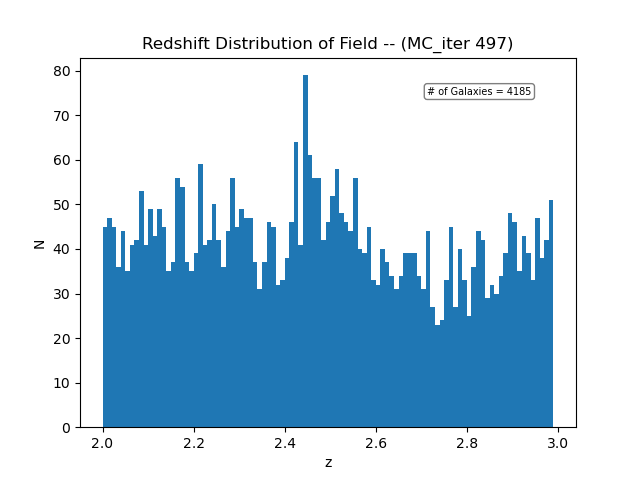 Redshift Distribution of Field -- (MC_iter 497)
# of Galaxies = 4185
80
70
60
50
40
30
20
10
0
N
2.0 2.2 2.4 2.6 2.8 3.0
z